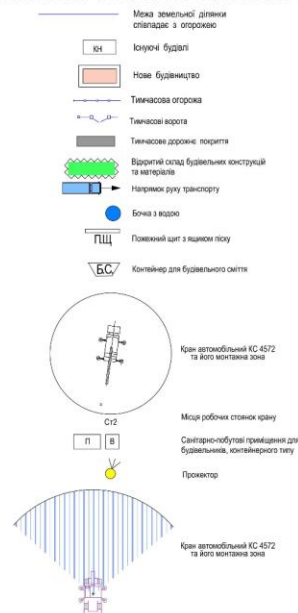 Межа земельної ділянки
співпадає з огорожею
КН
Існуючі будівлі
Нове будівництво
Тимчасова огорожа
Тимчасові ворота
Тимчасове дорожнє покриття
Відкритий склад будівельних конструкцій
та матеріалів
Напрямок руху транспорту
Бочка з водою
ПЩ
Пожежний щит з ящиком піску
Б.С.
Контейнер для будівельного сміття
Кран автомобільний КС 4572
та його монтажна зона
Ст2
Місця робочих стоянок крану
П
В
Санітарно-побутові приміщення для
будівельників, контейнерного типу
Прожектор
Кран автомобільний КС 4572
та його монтажна зона